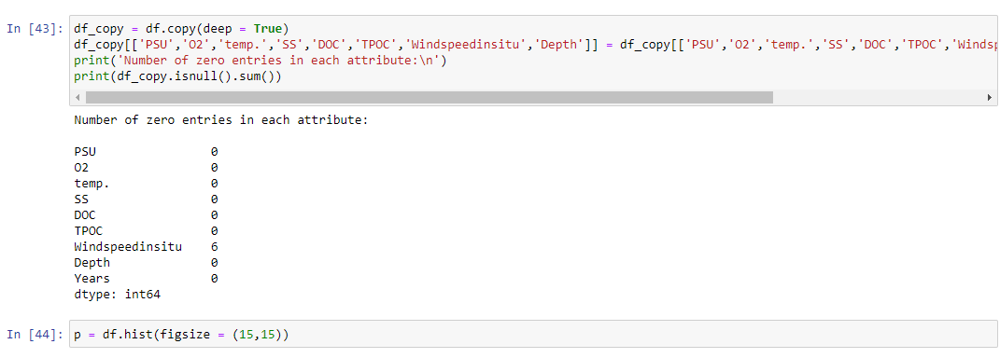 In [43]: df_copy = df.copy(deep = True)
df_copy[['PSU','O2','temp.','SS','DOC','TPOC','Windspeedinsitu','Depth']] = df_copy[['PSU','O2','temp.','SS','DOC','TPOC','Windsp
print('Number of zero entries in each attribute:\n')
print(df_copy.isnull().sum())
Number of zero entries in each attribute:
PSU 0
O2 0
temp. 0
SS 0
DOC 0
TPOC 0
Windspeedinsitu 6
Depth 0
Years 0
dtype: int64
In [44]: p = df.hist(figsize = (15,15))